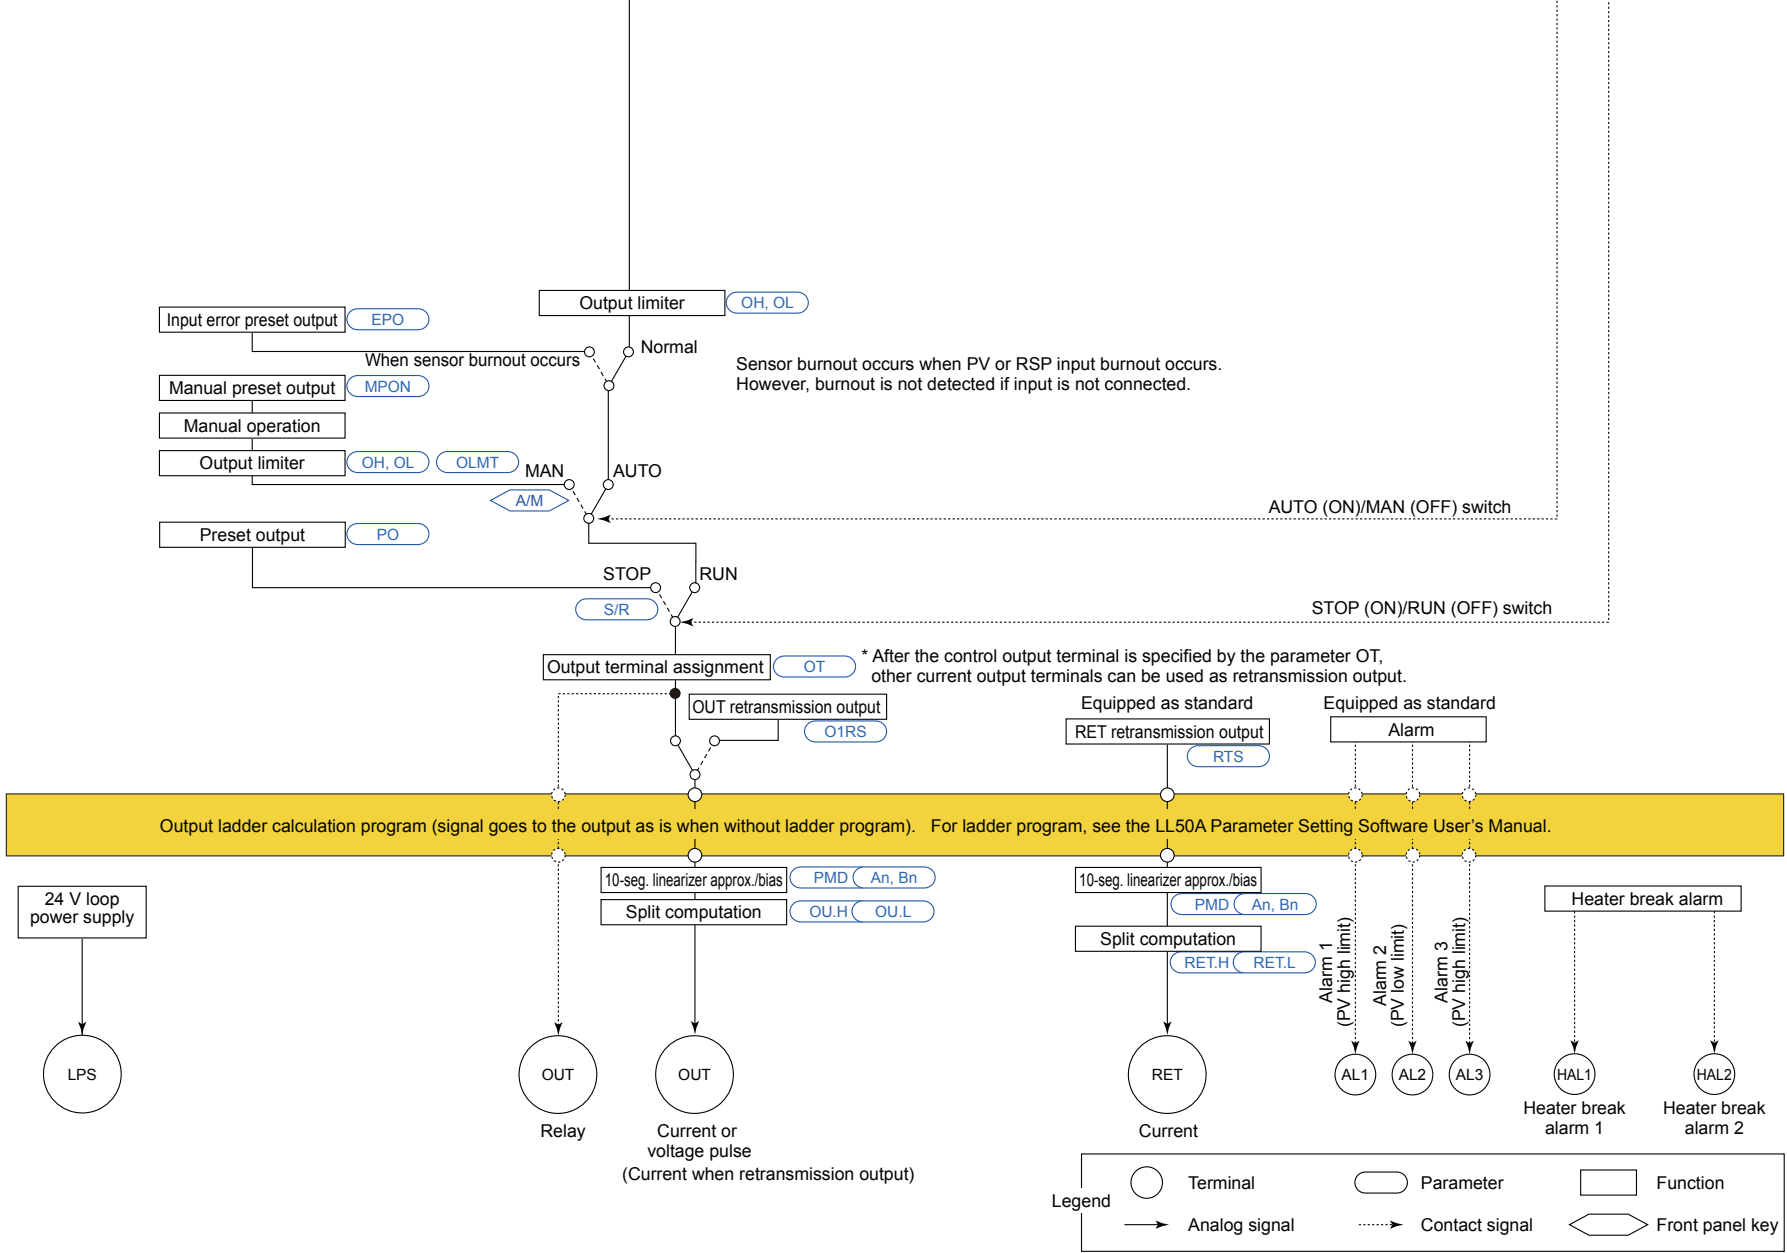 Output limiter
OH, OL
Input error preset output
EPO
When sensor burnout occurs
Normal
Sensor burnout occurs when PV or RSP input burnout occurs.
However, burnout is not detected if input is not connected.
Manual preset output
MPON
Manual operation
Output limiter
OH, OL
OLMT
MAN
AUTO
A/M
AUTO (ON)/MAN (OFF) switch
Preset output
PO
STOP
RUN
S/R
STOP (ON)/RUN (OFF) switch
Output terminal assignment
OT
* After the control output terminal is specified by the parameter OT,
other current output terminals can be used as retransmission output.
OUT retransmission output
O1RS
Equipped as standard
RET retransmission output
RTS
Equipped as standard
Alarm
Output ladder calculation program (signal goes to the output as is when without ladder program). For ladder program, see the LL50A Parameter Setting Software User's Manual.
24 V loop
power supply
10-seg. linearizer approx./bias
PMD
An, Bn
Split computation
OU.H
OU.L
10-seg. linearizer approx./bias
PMD
An, Bn
Split computation
RET.H
RET.L
Alarm 1
(PV high limit)
Alarm 2
(PV low limit)
Alarm 3
(PV high limit)
Heater break alarm
LPS
OUT
OUT
RET
AL1
AL2
AL3
HAL1
HAL2
Relay
Current or
voltage pulse
(Current when retransmission output)
Current
Heater break
alarm 1
Heater break
alarm 2
Legend
Terminal
Parameter
Function
Analog signal
Contact signal
Front panel key